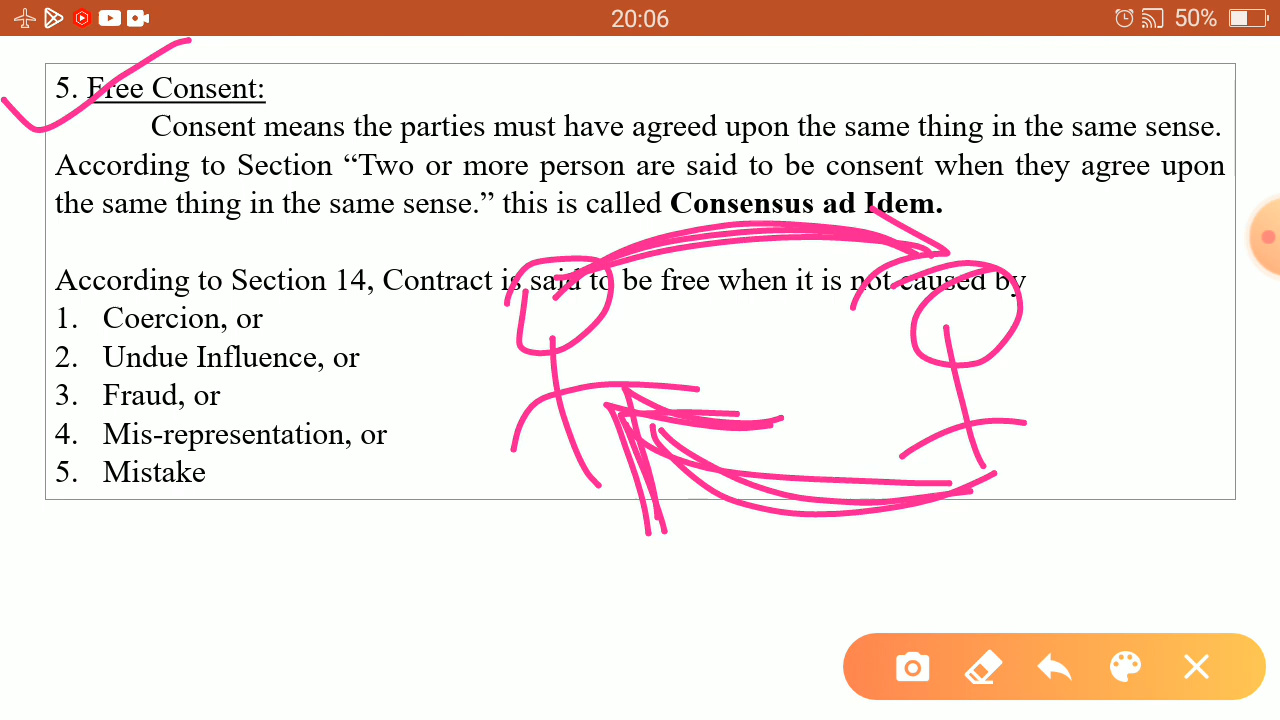 20:06
50%
5. Free Consent:
Consent means the parties must have agreed upon the same thing in the same sense.
According to Section “Two or more person are said to be consent when they agree upon
the same thing in the same sense.” this is called Consensus ad Idem.
According to Section 14, Contract is said to be free when it is not caused by
1. Coercion, or
2. Undue Influence, or
3. Fraud, or
4. Mis-representation, or
5. Mistake